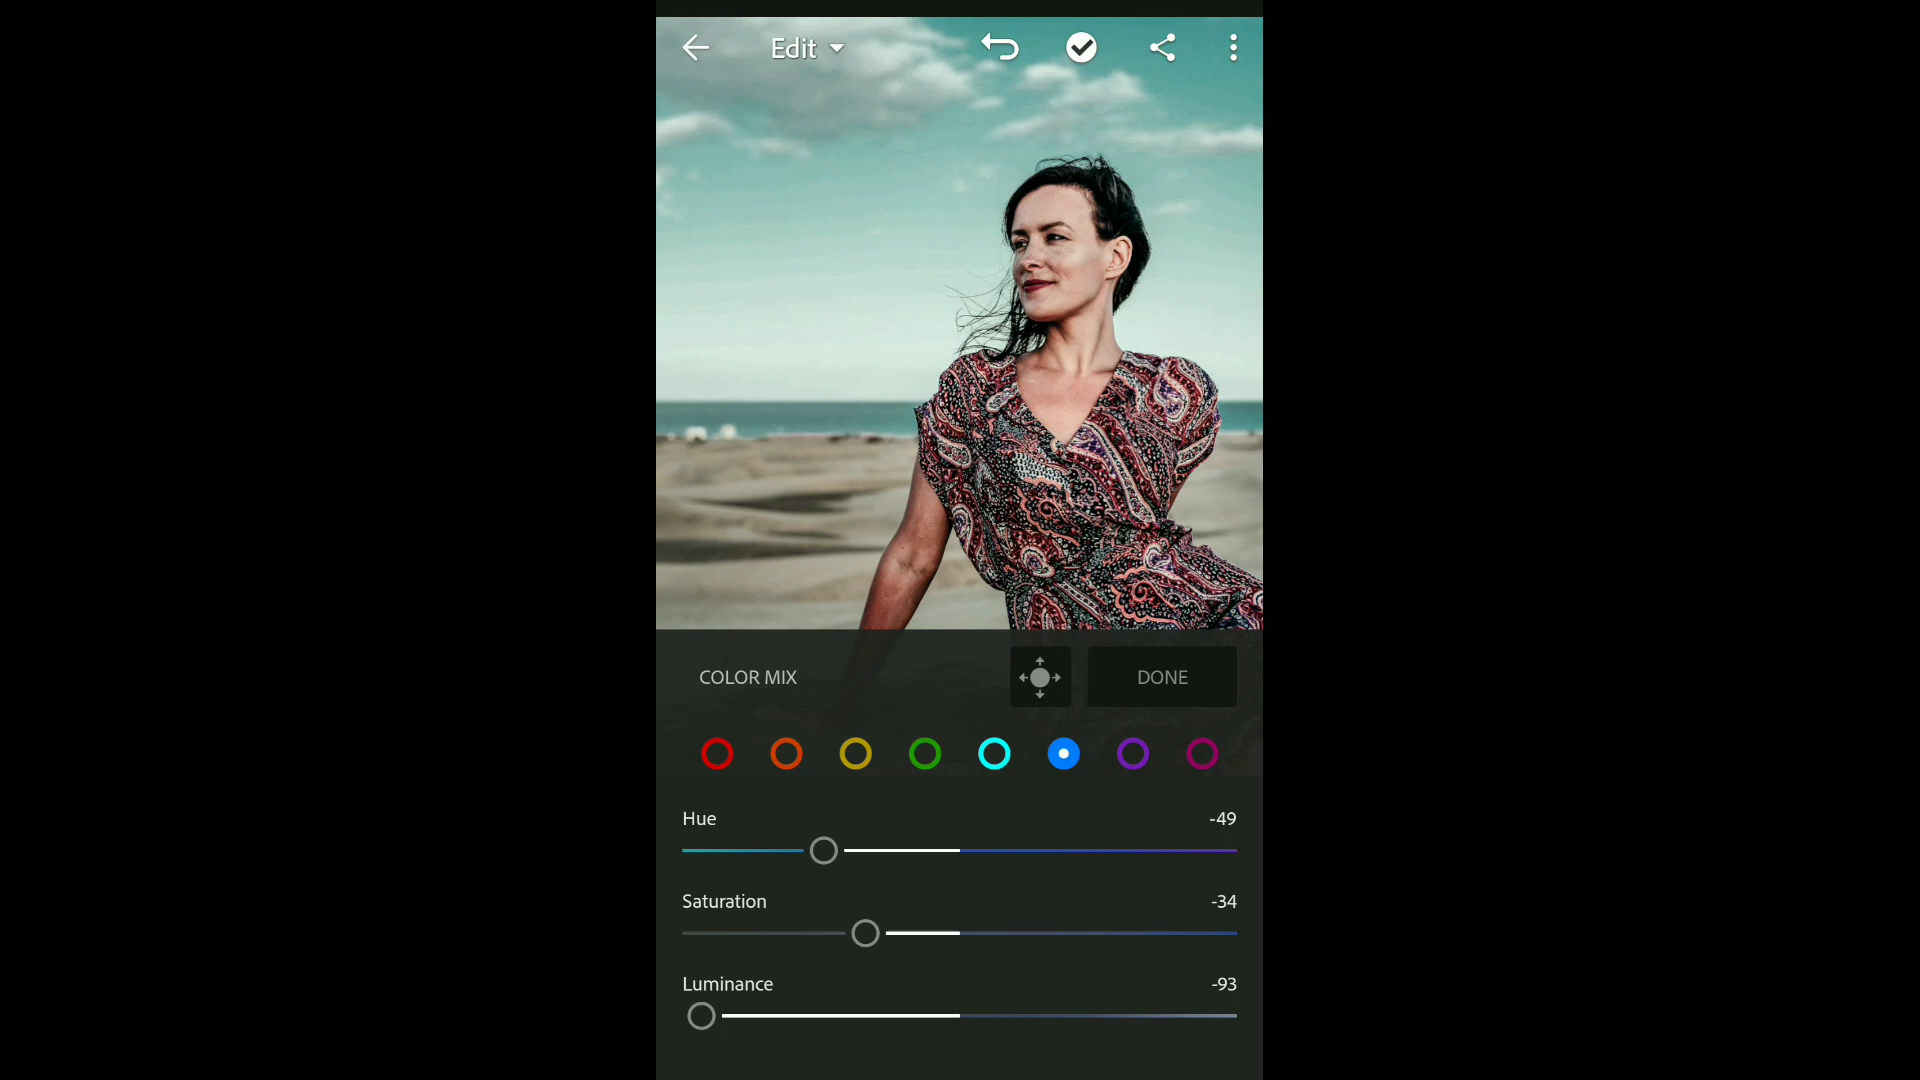 Edit
COLOR MIX
DONE
Hue
-49
Saturation
-34
Luminance
-93